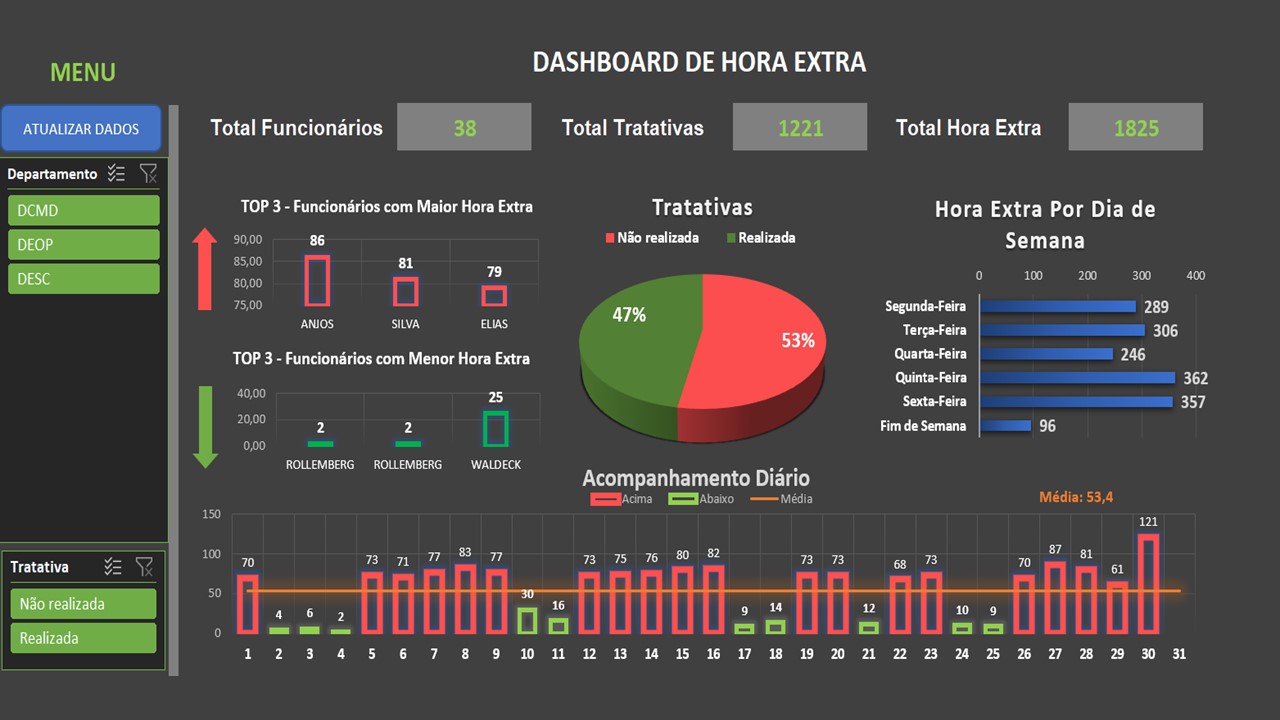 DASHBOARD DE HORA EXTRA
MENU
ATUALIZAR DADOS
Departamento
DCMD
DEOP
DESC
Tratativa
Não realizada
Realizada
Total Funcionários 38
Total Tratativas 1221
Total Hora Extra 1825
TOP 3 - Funcionários com Maior Hora Extra
90,00
85,00
80,00
75,00
86 81 79
ANJOS SILVA ELIAS
TOP 3 - Funcionários com Menor Hora Extra
40,00
20,00
0,00
2 2 25
ROLLEMBERG ROLLEMBERG WALDECK
Tratativas
Não realizada Realizada
47%
53%
Hora Extra Por Dia de
Semana
0 100 200 300 400
Segunda-Feira 289
Terça-Feira 306
Quarta-Feira 246
Quinta-Feira 362
Sexta-Feira 357
Fim de Semana 96
Acompanhamento Diário
Acima Abaixo Média
Média: 53,4
150
100
50
0
70 4 6 2 73 71 77 83 77 30 16 73 75 76 80 82 9 14 73 73 12 68 73 10 9 70 87 81 61 121
1 2 3 4 5 6 7 8 9 10 11 12 13 14 15 16 17 18 19 20 21 22 23 24 25 26 27 28 29 30 31